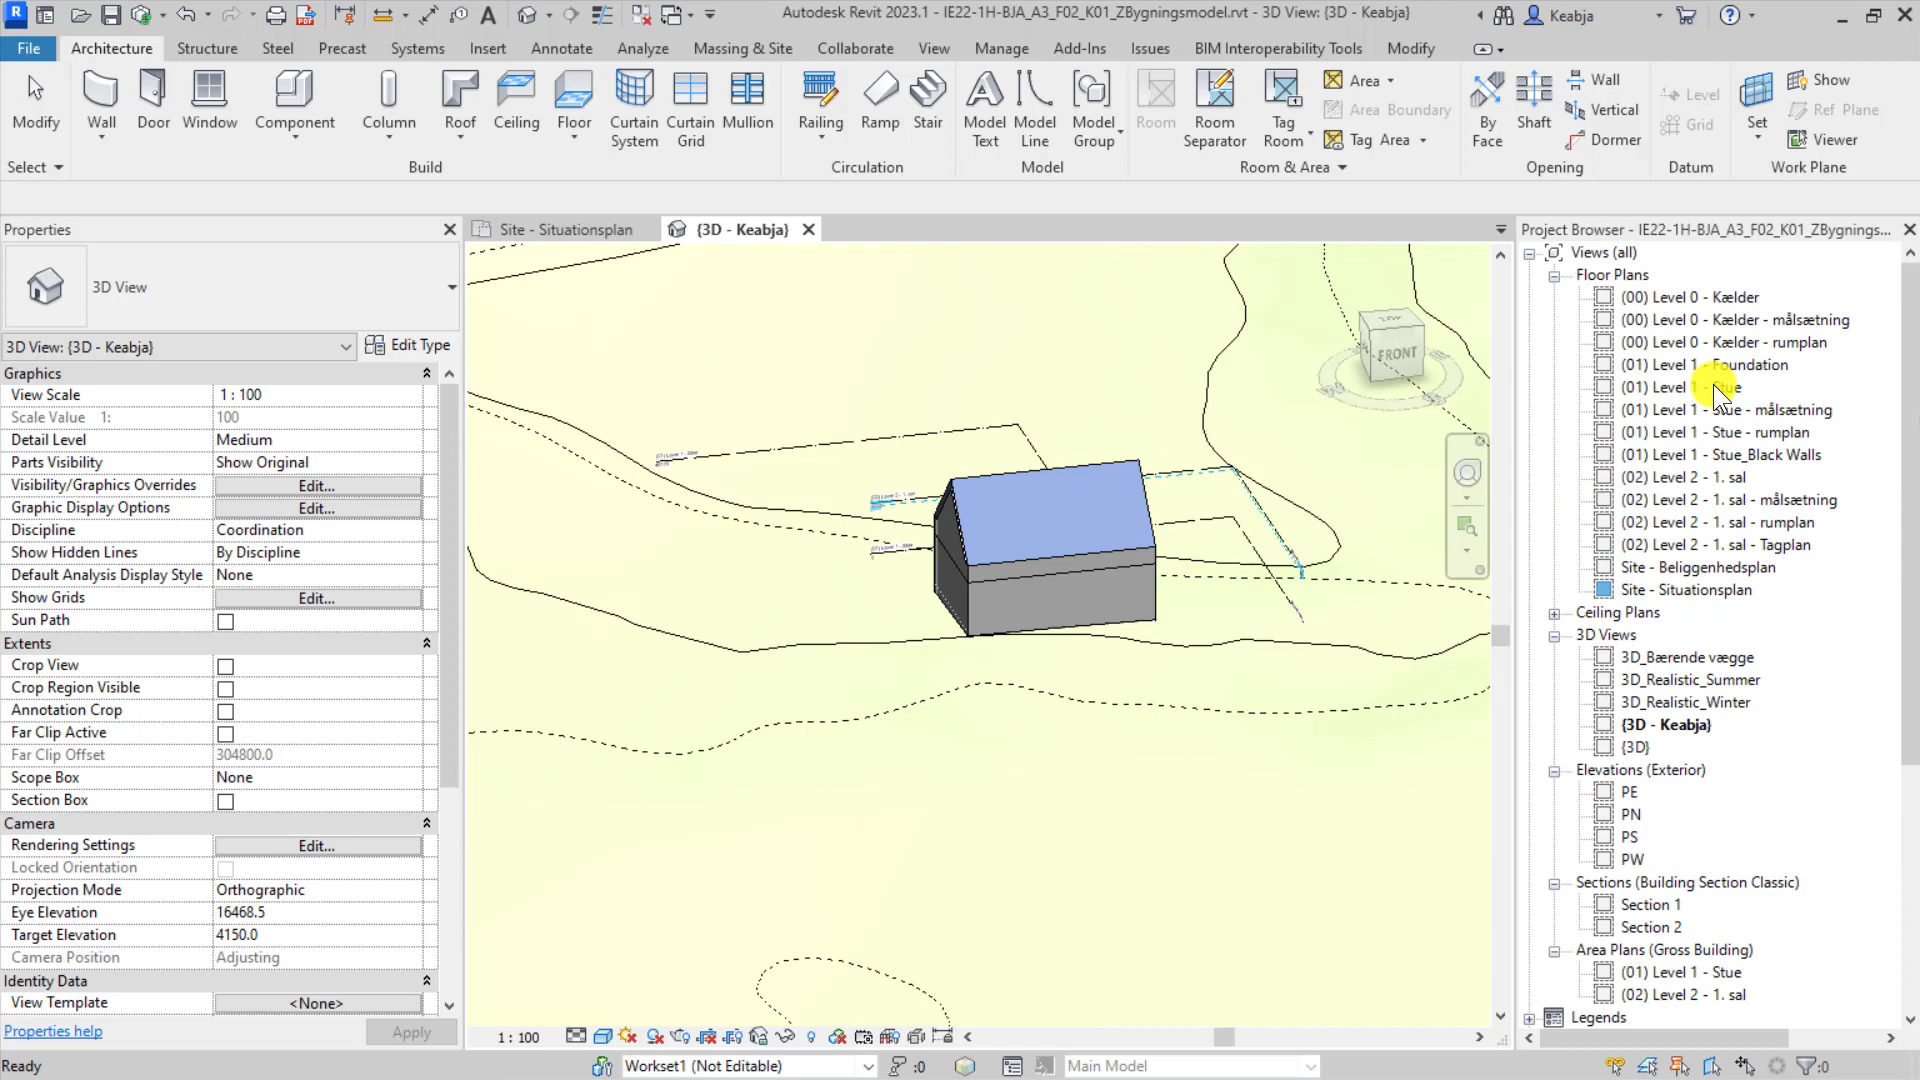 Autodesk Revit 2023.1 - IE22-1H-BJA_A3_F02_K01_ZBygningsmodel.rvt - 3D View: {3D - Keabja}
Keabja
File Architecture Structure Steel Precast Systems Insert Annotate Analyze Massing & Site Collaborate View Manage Add-Ins Issues BIM Interoperability Tools Modify
Modify
Wall
Door
Window
Component
Column
Roof
Ceiling
Floor
Curtain System
Curtain Grid
Mullion
Railing
Ramp
Stair
Model Text
Model Line
Model Group
Room
Room Separator
Tag Room
Area
Area Boundary
Tag Area
By Face
Shaft
Wall
Vertical
Dormer
Level
Grid
Set
Show
Ref Plane
Viewer
Select
Build
Circulation
Model
Room & Area
Opening
Datum
Work Plane
Properties
3D View
3D View: {3D - Keabja}
Edit Type
Graphics
View Scale 1 : 100
Scale Value 1: 100
Detail Level Medium
Parts Visibility Show Original
Visibility/Graphics Overrides Edit...
Graphic Display Options Edit...
Discipline Coordination
Show Hidden Lines By Discipline
Default Analysis Display Style None
Show Grids Edit...
Sun Path
Extents
Crop View
Crop Region Visible
Annotation Crop
Far Clip Active
Far Clip Offset 304800.0
Scope Box None
Section Box
Camera
Rendering Settings Edit...
Locked Orientation
Projection Mode Orthographic
Eye Elevation 16468.5
Target Elevation 4150.0
Camera Position Adjusting
Identity Data
View Template <None>
Properties help
Apply
Site - Situationsplan
{3D - Keabja}
TOP
FRONT
1 : 100
Project Browser - IE22-1H-BJA_A3_F02_K01_ZBygnings...
Views (all)
Floor Plans
(00) Level 0 - Kælder
(00) Level 0 - Kælder - målsætning
(00) Level 0 - Kælder - rumplan
(01) Level 1 - Foundation
(01) Level 1 - Stue
(01) Level 1 - Stue - målsætning
(01) Level 1 - Stue - rumplan
(01) Level 1 - Stue_Black Walls
(02) Level 2 - 1. sal
(02) Level 2 - 1. sal - målsætning
(02) Level 2 - 1. sal - rumplan
(02) Level 2 - 1. sal - Tagplan
Site - Beliggenhedsplan
Site - Situationsplan
Ceiling Plans
3D Views
3D_Bærende vægge
3D_Realistic_Summer
3D_Realistic_Winter
{3D - Keabja}
{3D}
Elevations (Exterior)
PE
PN
PS
PW
Sections (Building Section Classic)
Section 1
Section 2
Area Plans (Gross Building)
(01) Level 1 - Stue
(02) Level 2 - 1. sal
Legends
Ready
Workset1 (Not Editable)
:0
Main Model
:0